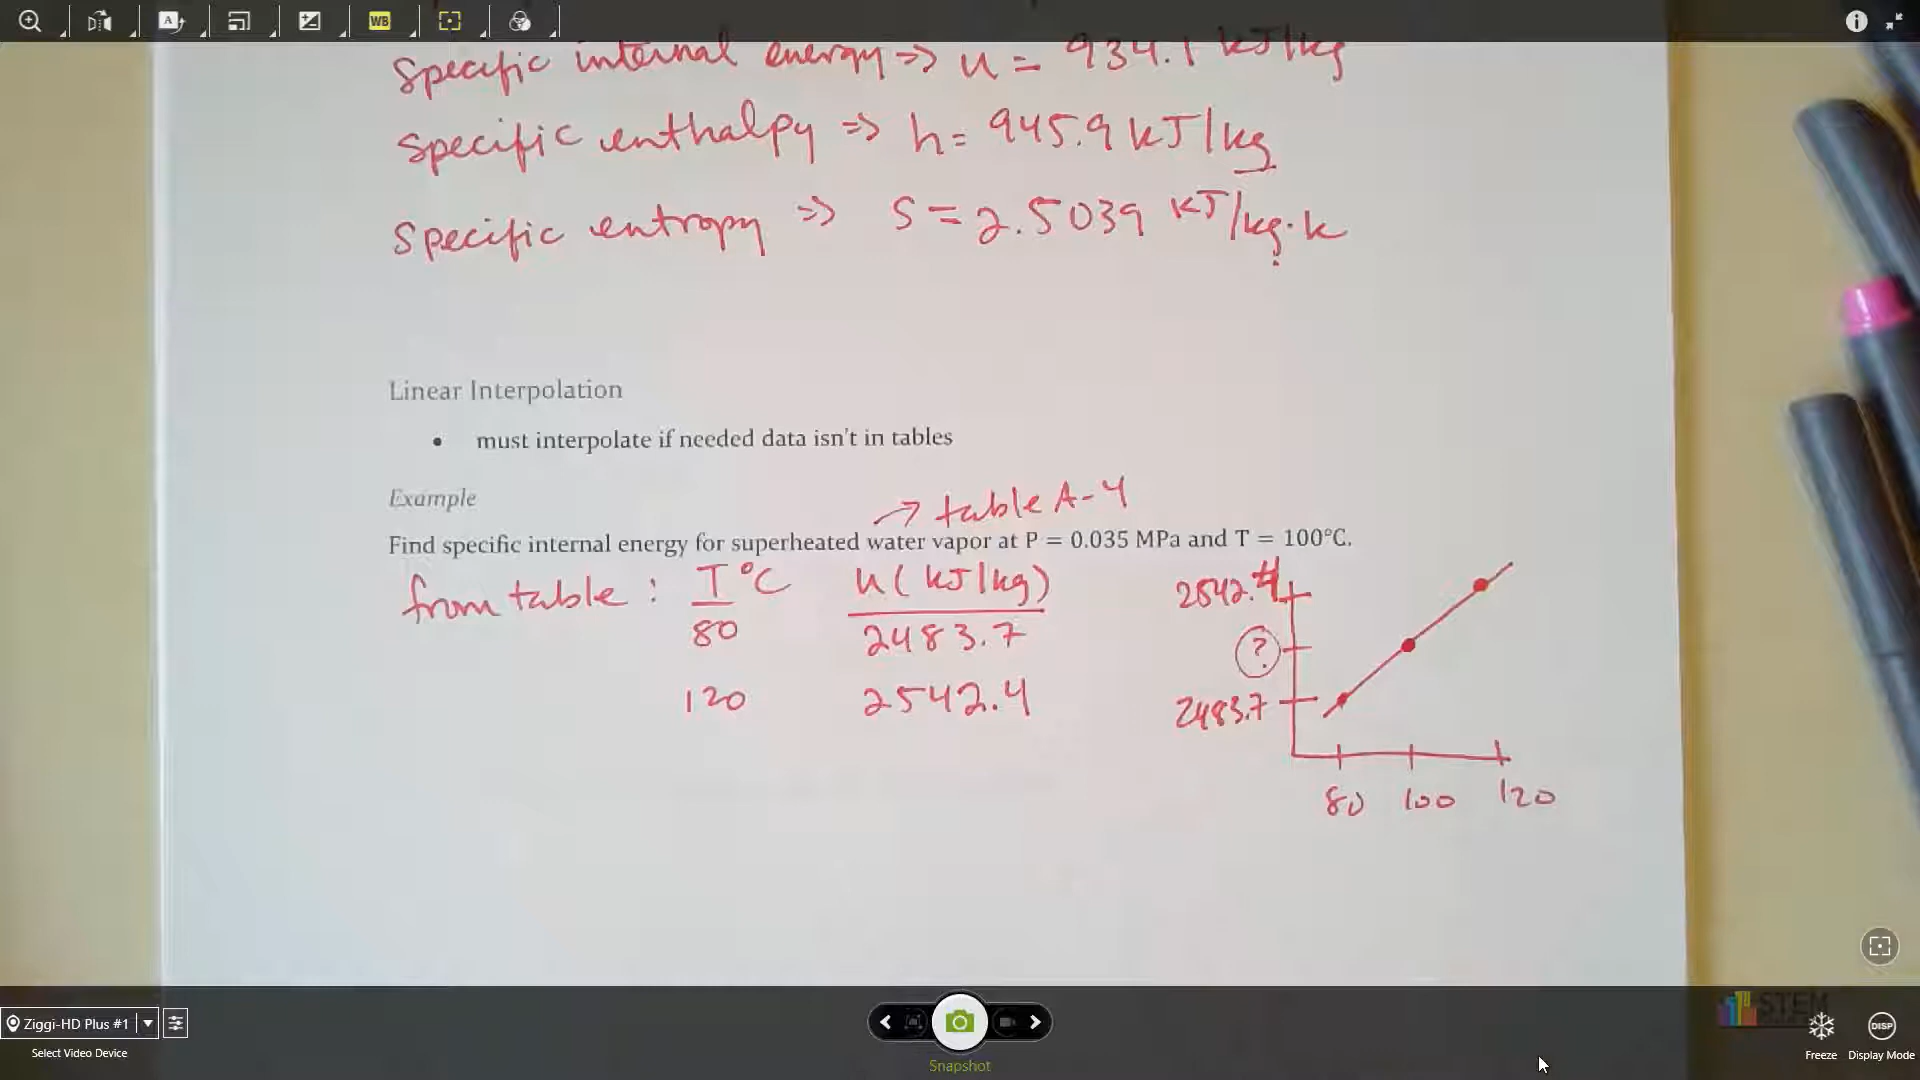 WB
Specific internal energy => u = 934.1 kJ/kg
Specific enthalpy => h= 945.9 kJ/kg
Specific entropy => s = 2.5039 kJ/kg·k
Linear Interpolation
• must interpolate if needed data isn't in tables
Example
→ table A-4
Find specific internal energy for superheated water vapor at P = 0.035 MPa and T = 100°C.
from table: T °C u (kJ/kg)
80 2483.7
120 2542.4
2542.4
?
2483.7
80 100 120
STEM
Ziggi-HD Plus #1
Select Video Device
Snapshot
Freeze
DISP
Display Mode